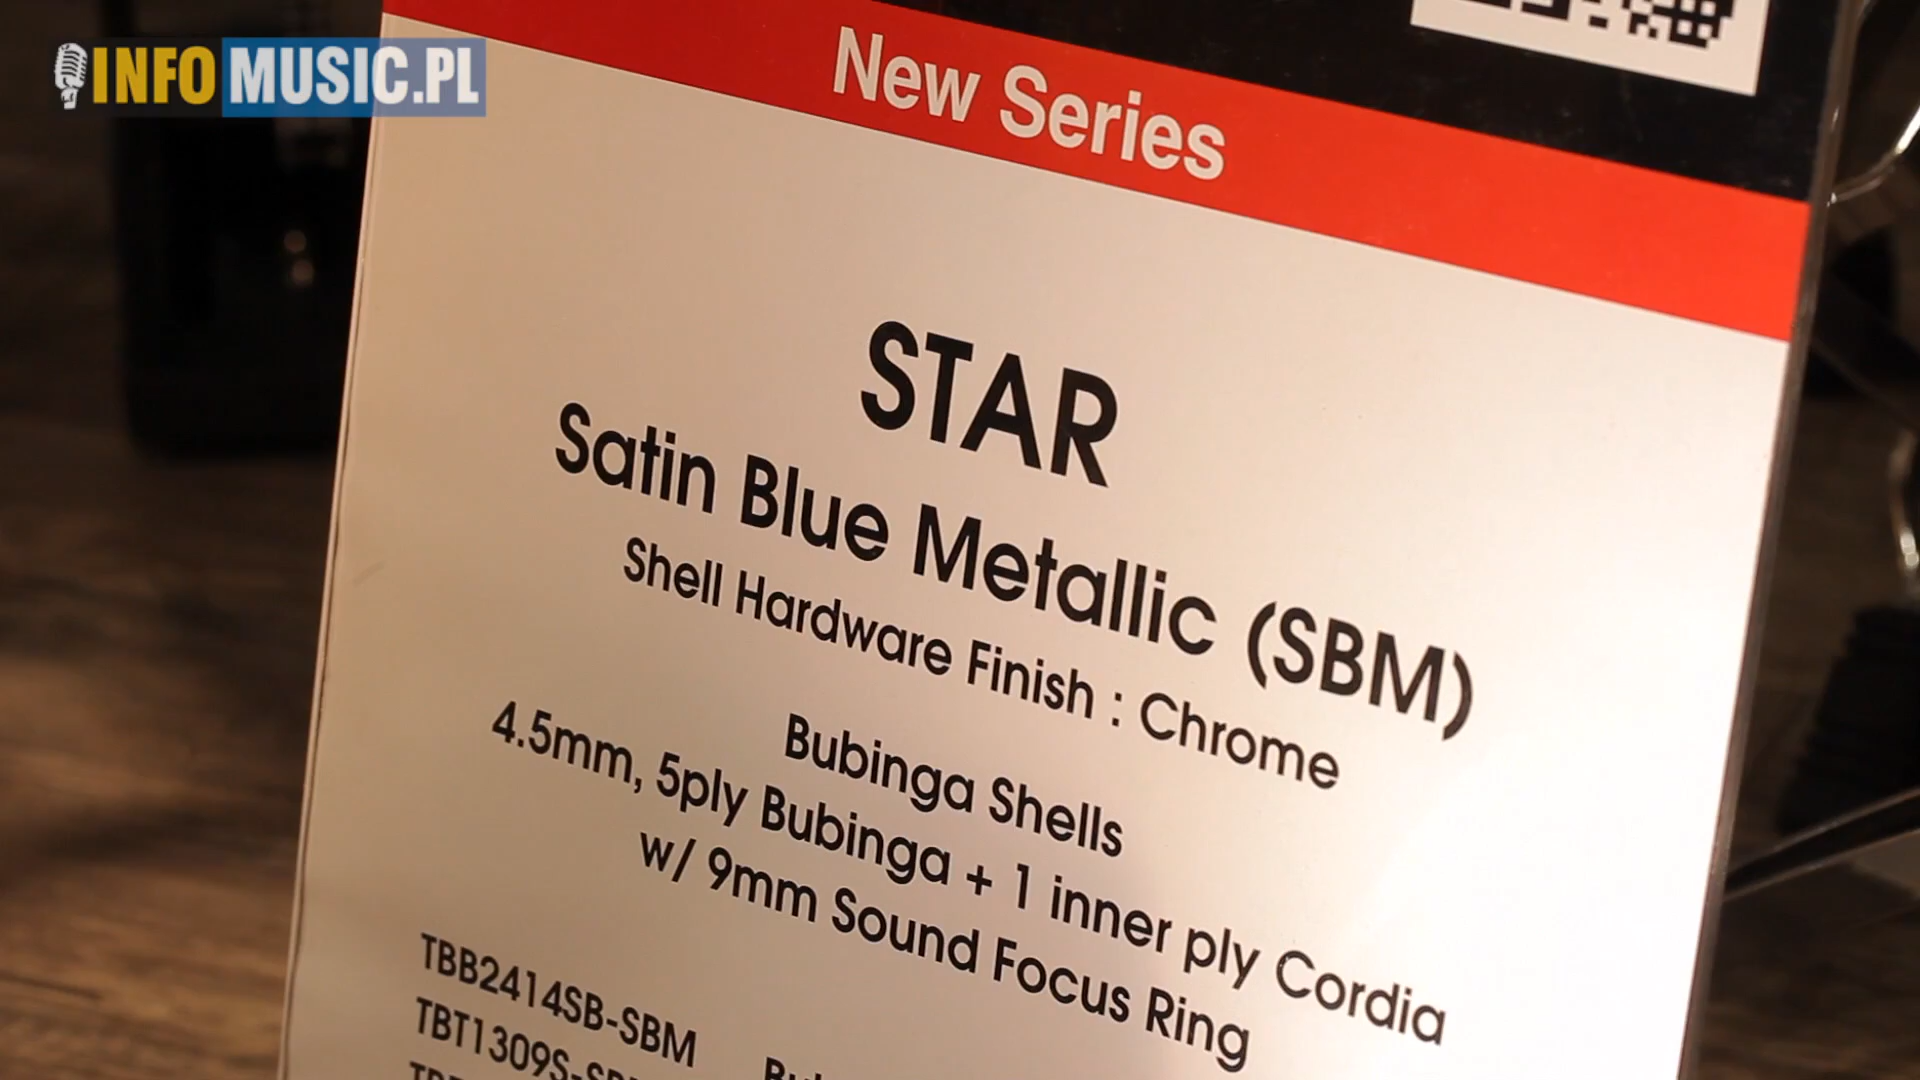 INFOMUSIC.PL
New Series
STAR
Satin Blue Metallic (SBM)
Shell Hardware Finish : Chrome
Bubinga Shells
4.5mm, 5ply Bubinga + 1 inner ply Cordia
w/ 9mm Sound Focus Ring
TBB2414SB-SBM